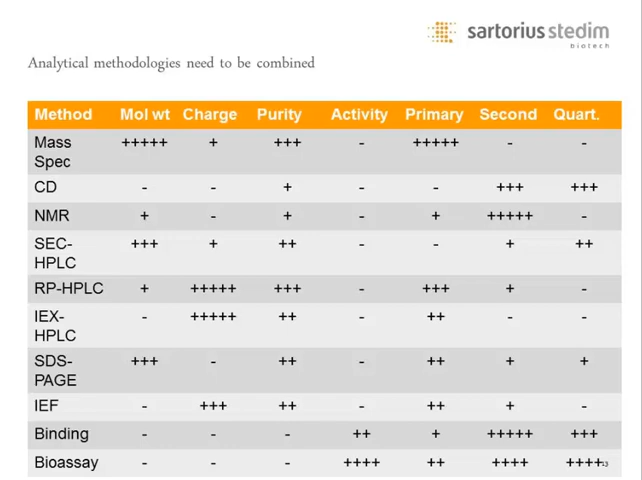 sartorius stedim
biotech
Analytical methodologies need to be combined
Method Mol wt Charge Purity Activity Primary Second Quart.
Mass Spec +++++ + +++ - +++++ - -
CD - - + - - +++ +++
NMR + - + - + +++++ -
SEC-HPLC +++ + ++ - - + ++
RP-HPLC + +++++ +++ - +++ + -
IEX-HPLC - +++++ ++ - ++ - -
SDS-PAGE +++ - ++ - ++ + +
IEF - +++ ++ - ++ + -
Binding - - - ++ + +++++ +++
Bioassay - - - ++++ ++ ++++ ++++
13